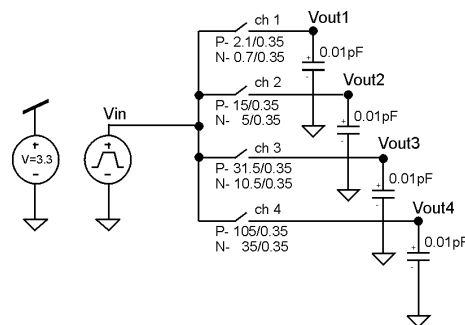 ch 1
Vout1
P- 2.1/0.35
N- 0.7/0.35
+
-
0.01pF
ch 2
Vout2
P- 15/0.35
N- 5/0.35
+
-
0.01pF
Vin
+
V=3.3
-
+
-
ch 3
Vout3
P- 31.5/0.35
N- 10.5/0.35
+
-
0.01pF
ch 4
Vout4
P- 105/0.35
N- 35/0.35
+
-
0.01pF